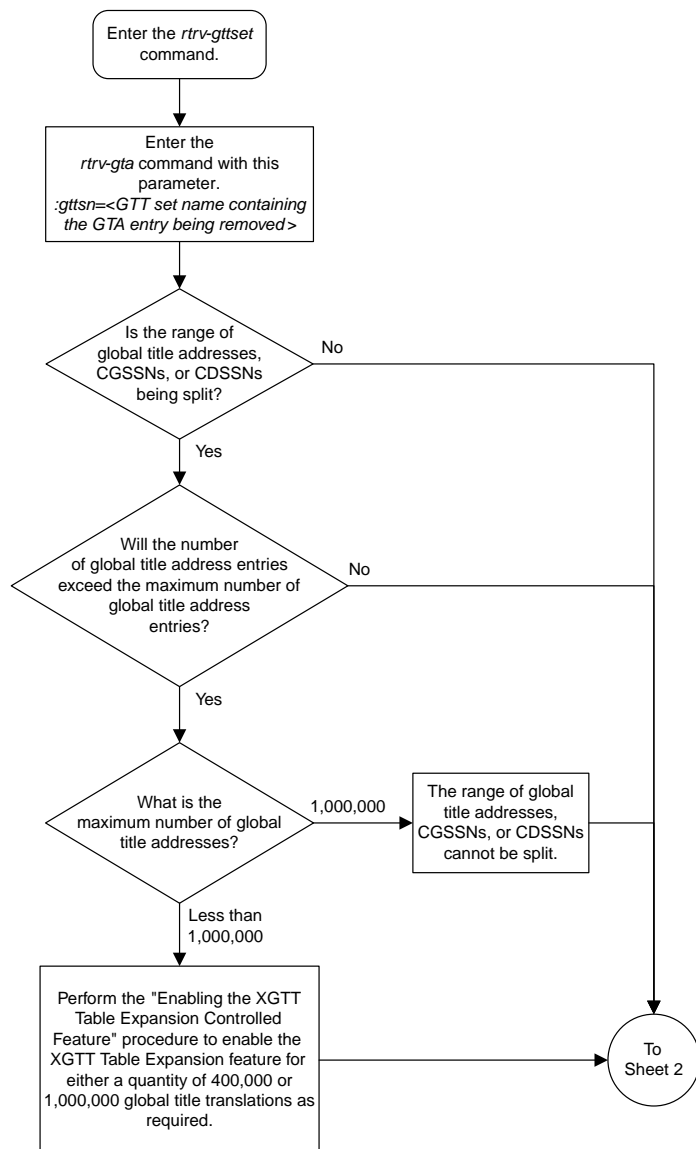 Enter the rtrv-gttset
command.
Enter the
rtrv-gta command with this
parameter.
:gttsn=<GTT set name containing
the GTA entry being removed>
Is the range of
global title addresses,
CGSSNs, or CDSSNs
being split?
No
Yes
Will the number
of global title address entries
exceed the maximum number of
global title address
entries?
No
Yes
What is the
maximum number of global
title addresses?
1,000,000
The range of global
title addresses,
CGSSNs, or CDSSNs
cannot be split.
Less than
1,000,000
Perform the "Enabling the XGTT
Table Expansion Controlled
Feature" procedure to enable the
XGTT Table Expansion feature for
either a quantity of 400,000 or
1,000,000 global title translations as
required.
To
Sheet 2